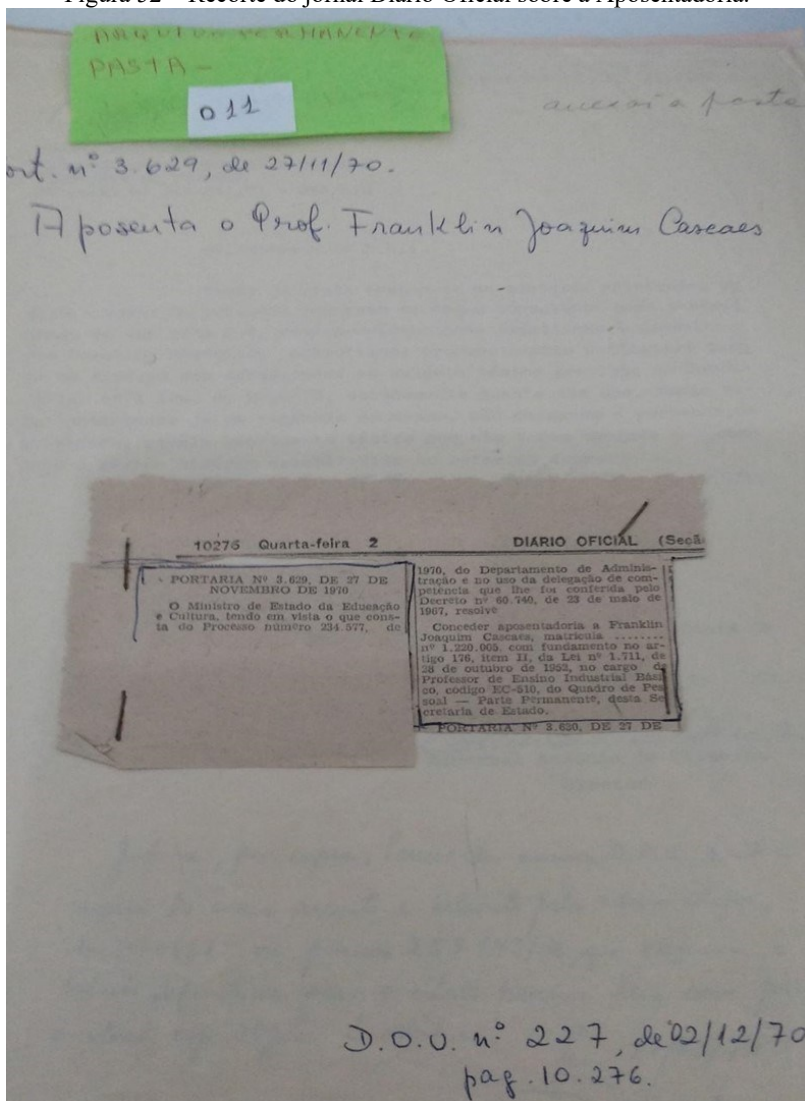 Figura 32 – Recorte do jornal Diário Oficial sobre a Aposentadoria.
ARQUIVO PERMANENTE
PASTA –
011
a pasta
ort. nº 3.629, de 27/11/70.
Aposenta o Prof. Franklin Joaquim Cascaes
10276 Quarta-feira 2
DIÁRIO OFICIAL (Seçã
PORTARIA Nº 3.629, DE 27 DE
NOVEMBRO DE 1970
O Ministro de Estado da Educação
e Cultura, tendo em vista o que cons-
ta do Processo número 234.577, de
1970, do Departamento de Adminis-
tração e no uso da delegação de com-
petência que lhe foi conferida pelo
Decreto nº 60.740, de 23 de maio de
1967, resolve
Conceder aposentadoria a Franklin
Joaquim Cascaes, matrícula ........
nº 1.220.005, com fundamento no ar-
tigo 176, item II, da Lei nº 1.711, de
28 de outubro de 1952, no cargo de
Professor de Ensino Industrial Bási
co, código EC-510, do Quadro de Pes
soal — Parte Permanente, desta Se
cretaria de Estado.
PORTARIA Nº 3.630, DE 27 DE
D.O.U. nº 227, de 02/12/70
pag. 10.276.